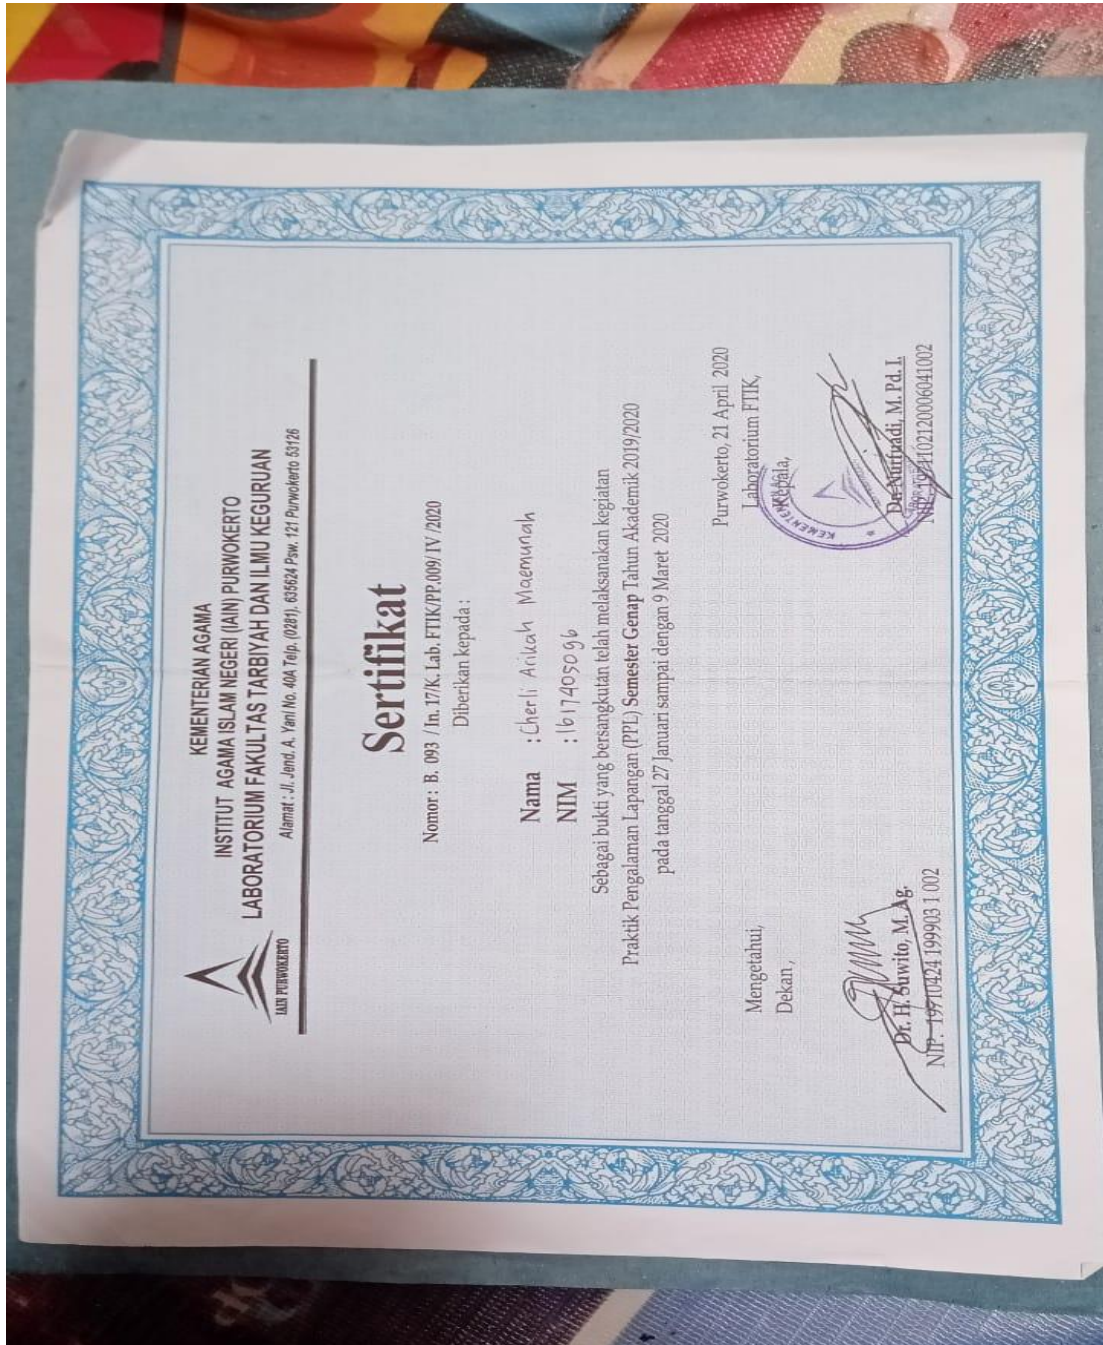 KEMENTERIAN AGAMA
INSTITUT AGAMA ISLAM NEGERI (IAIN) PURWOKERTO
LABORATORIUM FAKULTAS TARBIYAH DAN ILMU KEGURUAN
Alamat : Jl. Jend. A. Yani No. 40A Telp. (0281). 635624 Psw. 121 Purwokerto 53126
IAIN PURWOKERTO
Sertifikat
Nomor : B. 093 / In. 17/K. Lab. FTIK/PP.009/ IV /2020
Diberikan kepada :
Nama : Cherli Arikah Maemunah
NIM : 1617405096
Sebagai bukti yang bersangkutan telah melaksanakan kegiatan
Praktik Pengalaman Lapangan (PPL) Semester Genap Tahun Akademik 2019/2020
pada tanggal 27 Januari sampai dengan 9 Maret 2020
Purwokerto, 21 April 2020
Mengetahui,
Dekan ,
Laboratorium FTIK,
Kepala,
KEMENTER
Dr. H. Suwito, M. Ag.
NIP. 19710424 199903 1 002
Dr. Nurfuadi, M. Pd. I.
NIP.